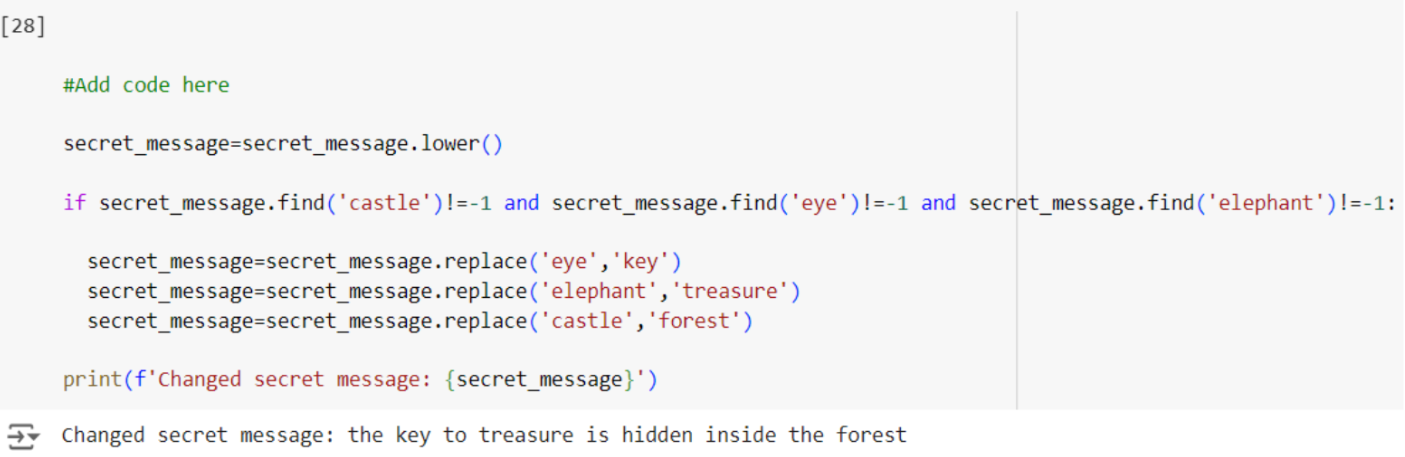 [28]
#Add code here
secret_message=secret_message.lower()
if secret_message.find('castle')!=-1 and secret_message.find('eye')!=-1 and secret_message.find('elephant')!=-1:
secret_message=secret_message.replace('eye','key')
secret_message=secret_message.replace('elephant','treasure')
secret_message=secret_message.replace('castle','forest')
print(f'Changed secret message: {secret_message}')
Changed secret message: the key to treasure is hidden inside the forest